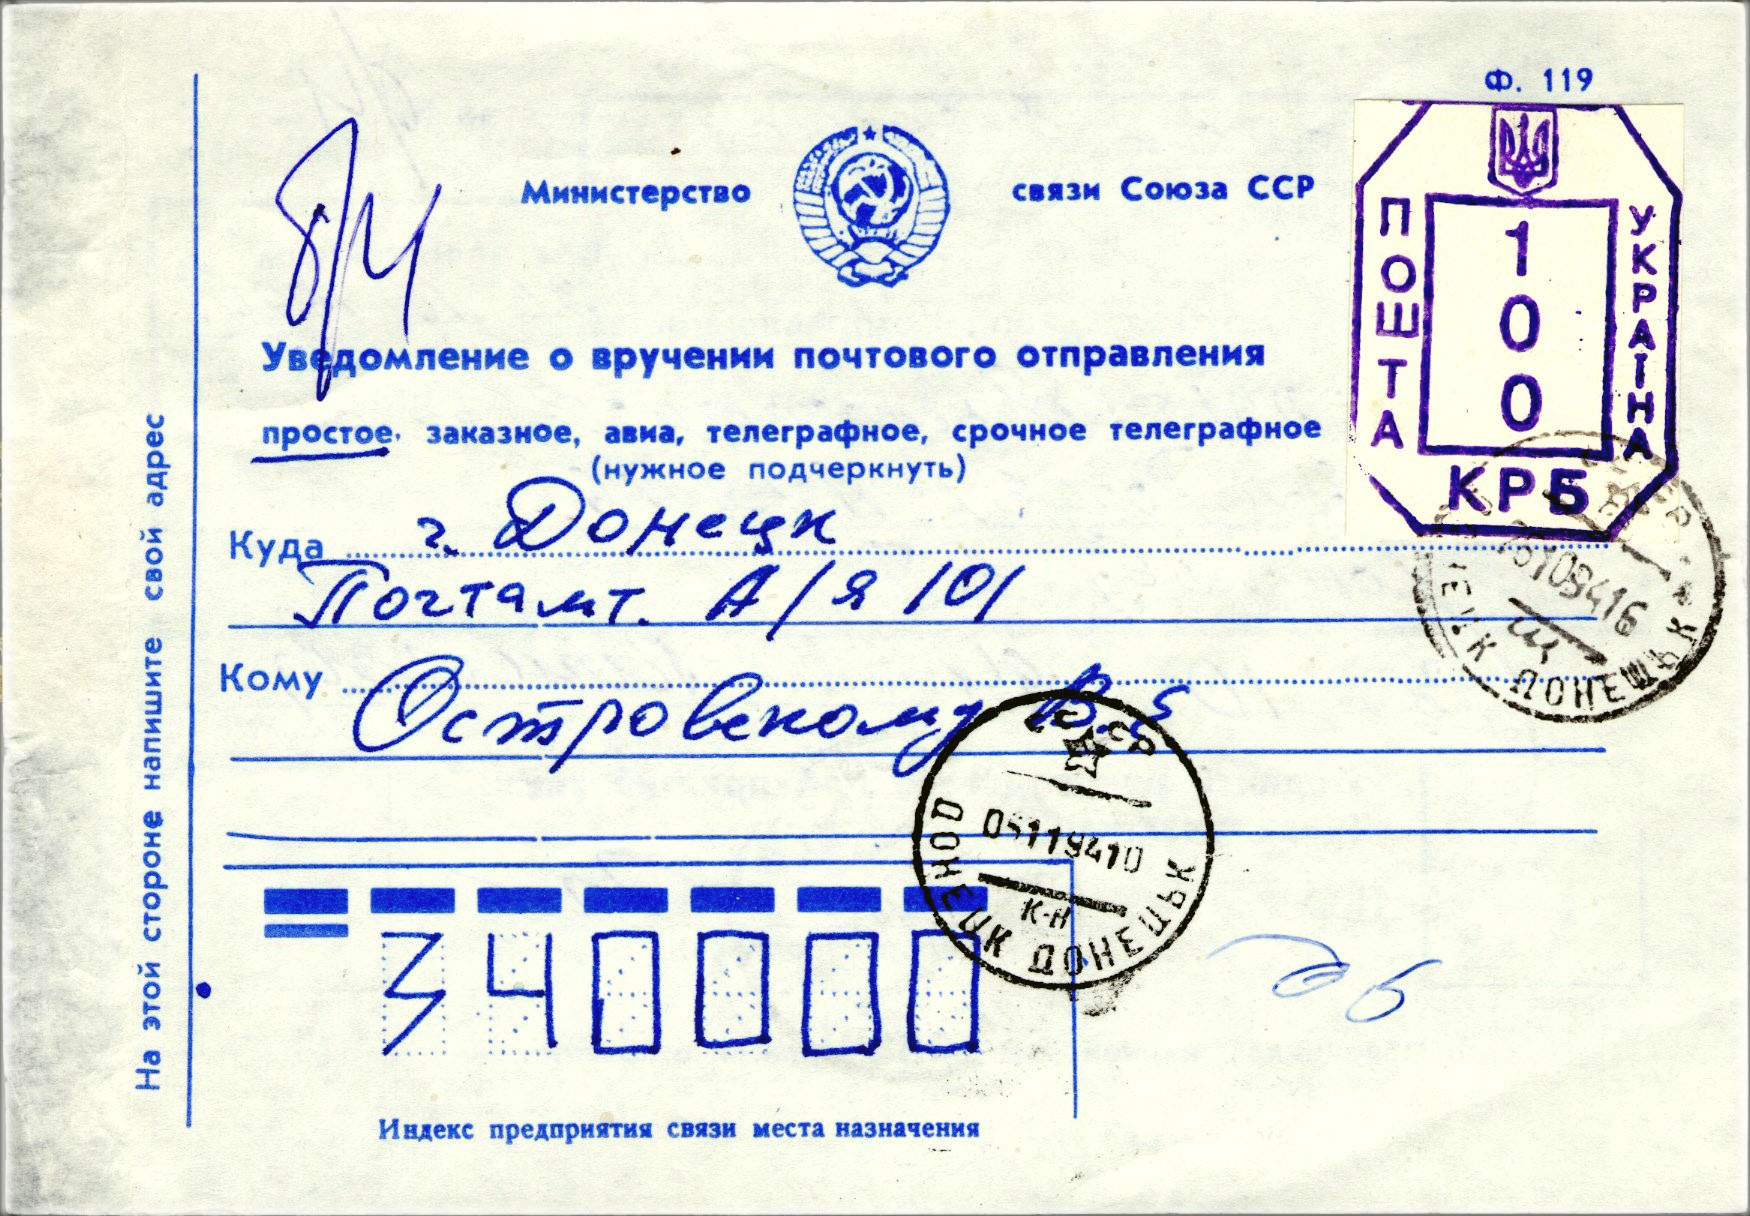 Ф. 119
Министерство связи Союза ССР
ПОШТА
УКРАЇНА
100
КРБ
Уведомление о вручении почтового отправления
простое, заказное, авиа, телеграфное, срочное телеграфное
(нужное подчеркнуть)
Куда г. Донецк
Почтамт. А/я 101
Кому Островскому В.
340000
Индекс предприятия связи места назначения
На этой стороне напишите свой адрес
ДОНЕЦК ДОНЕЦЬК
К-Н
ДОНЕЦЬК